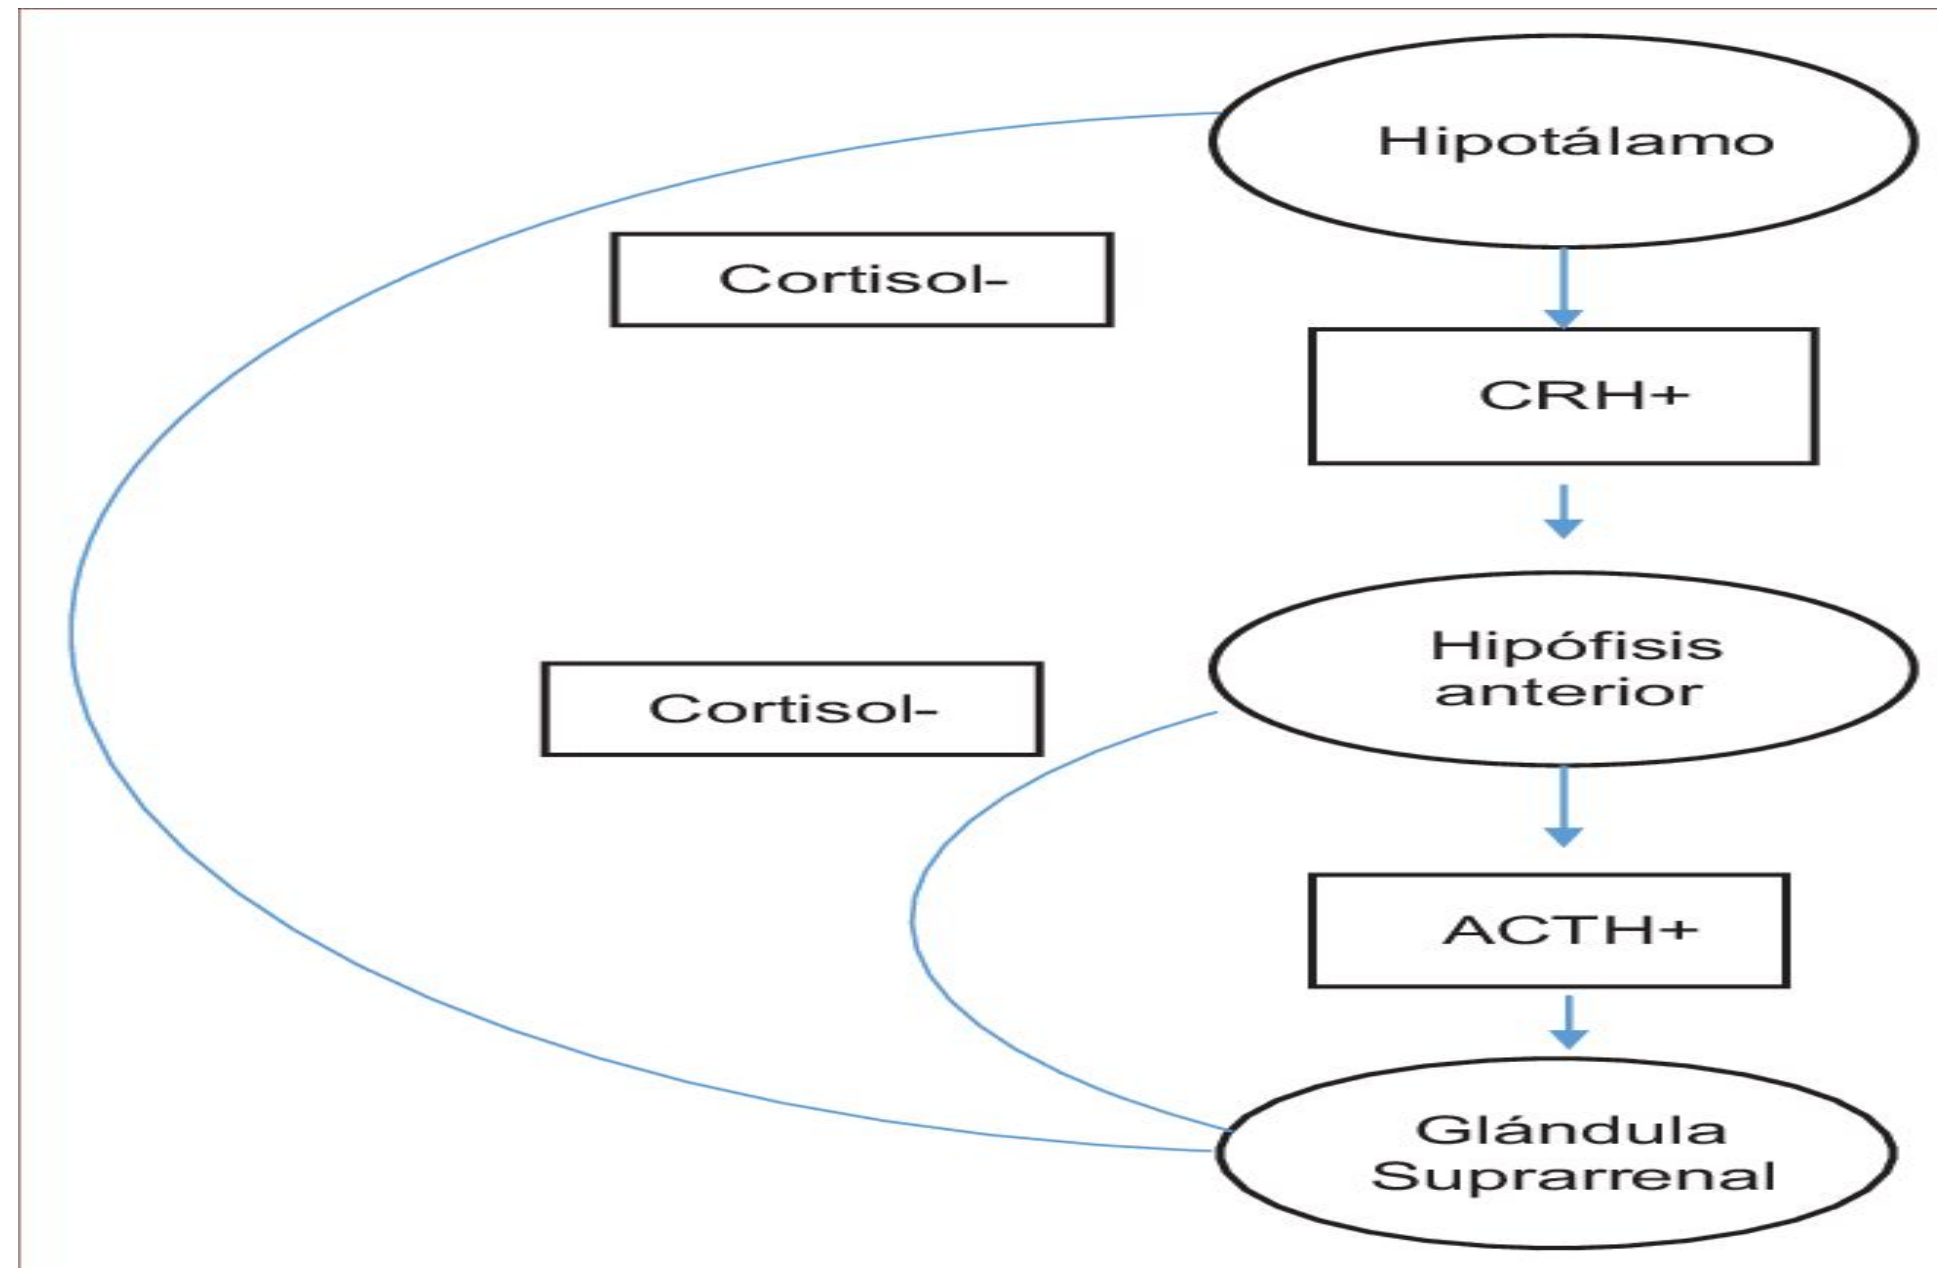 Hipotálamo
Cortisol-
CRH+
Hipófisis
anterior
Cortisol-
ACTH+
Glándula
Suprarrenal